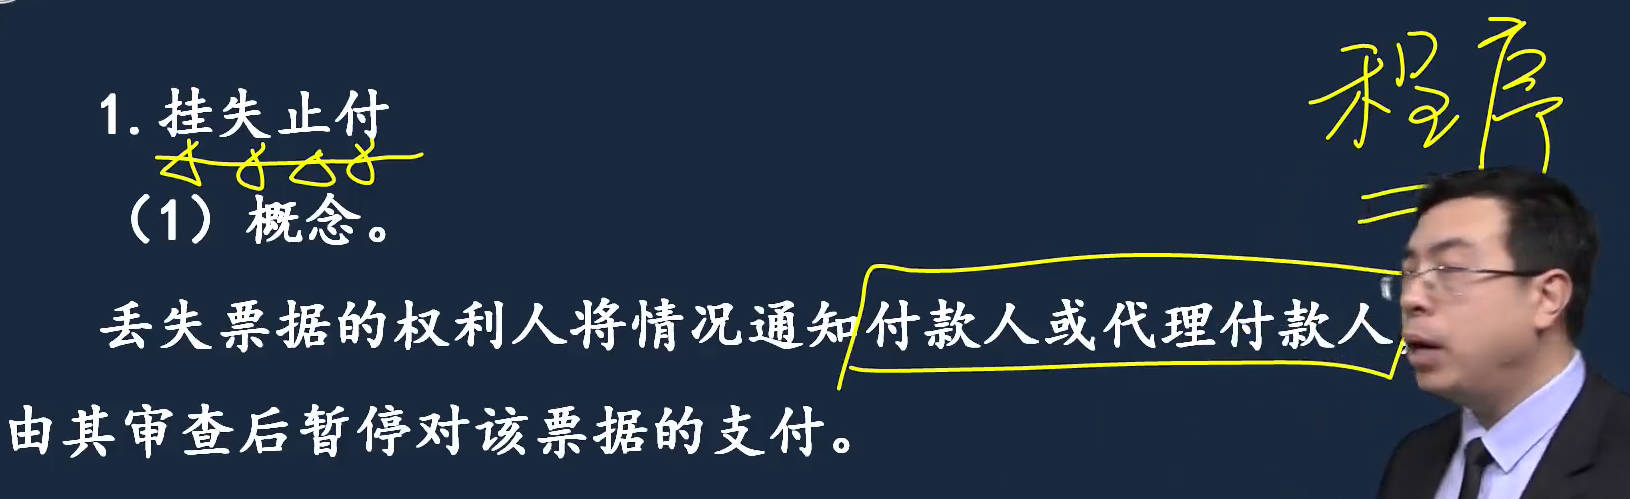 程序
1.挂失止付
（1）概念。
丢失票据的权利人将情况通知付款人或代理付款人，
由其审查后暂停对该票据的支付。